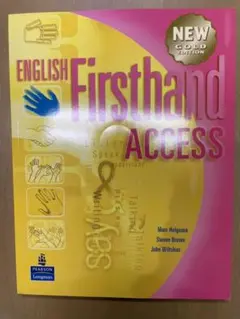 NEW
GOLD
EDITION
ENGLISH
Firsthand
ACCESS
Marc Helgesen
Steven Brown
John Wiltshier
PEARSON
Longman